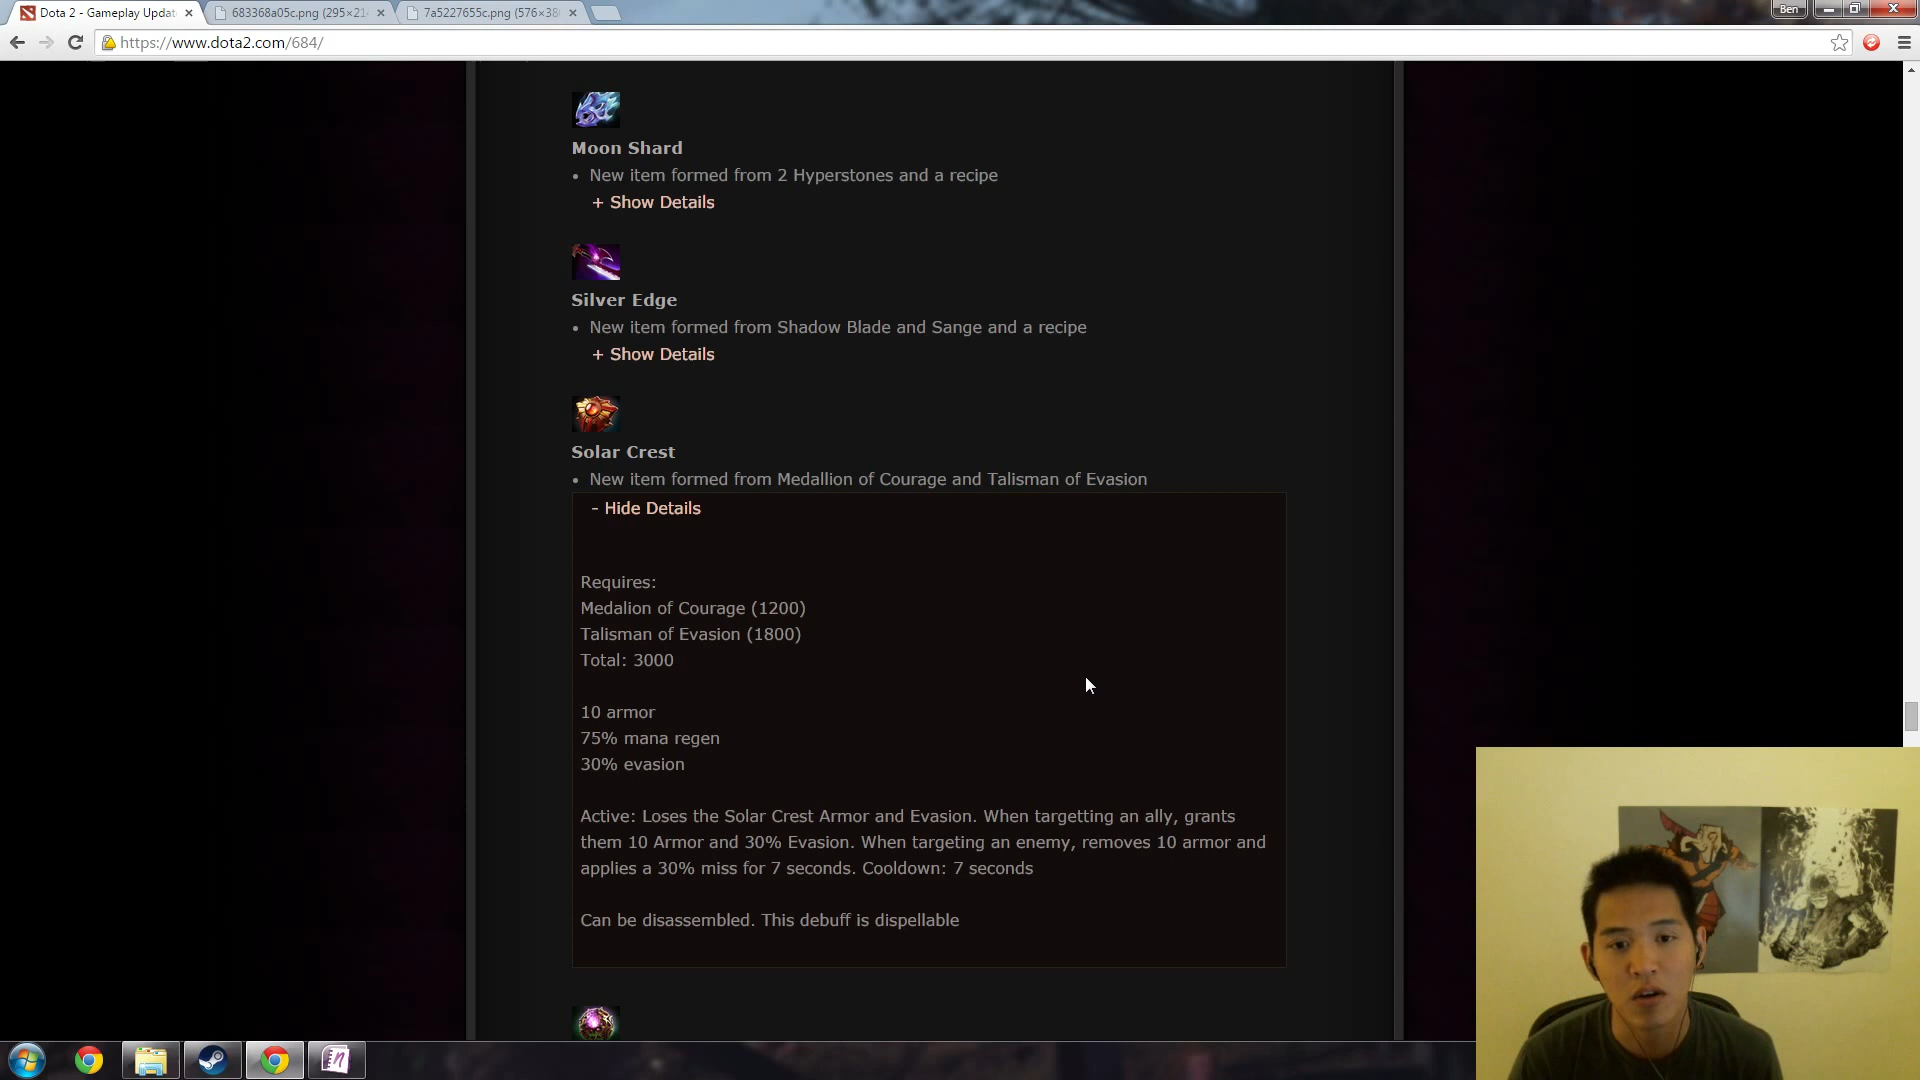 Dota 2 - Gameplay Updat
683368a05c.png (295×21
7a5227655c.png (576×38
Ben
https://www.dota2.com/684/
Moon Shard
• New item formed from 2 Hyperstones and a recipe
+ Show Details
Silver Edge
• New item formed from Shadow Blade and Sange and a recipe
+ Show Details
Solar Crest
• New item formed from Medallion of Courage and Talisman of Evasion
- Hide Details
Requires:
Medalion of Courage (1200)
Talisman of Evasion (1800)
Total: 3000
10 armor
75% mana regen
30% evasion
Active: Loses the Solar Crest Armor and Evasion. When targetting an ally, grants
them 10 Armor and 30% Evasion. When targeting an enemy, removes 10 armor and
applies a 30% miss for 7 seconds. Cooldown: 7 seconds
Can be disassembled. This debuff is dispellable